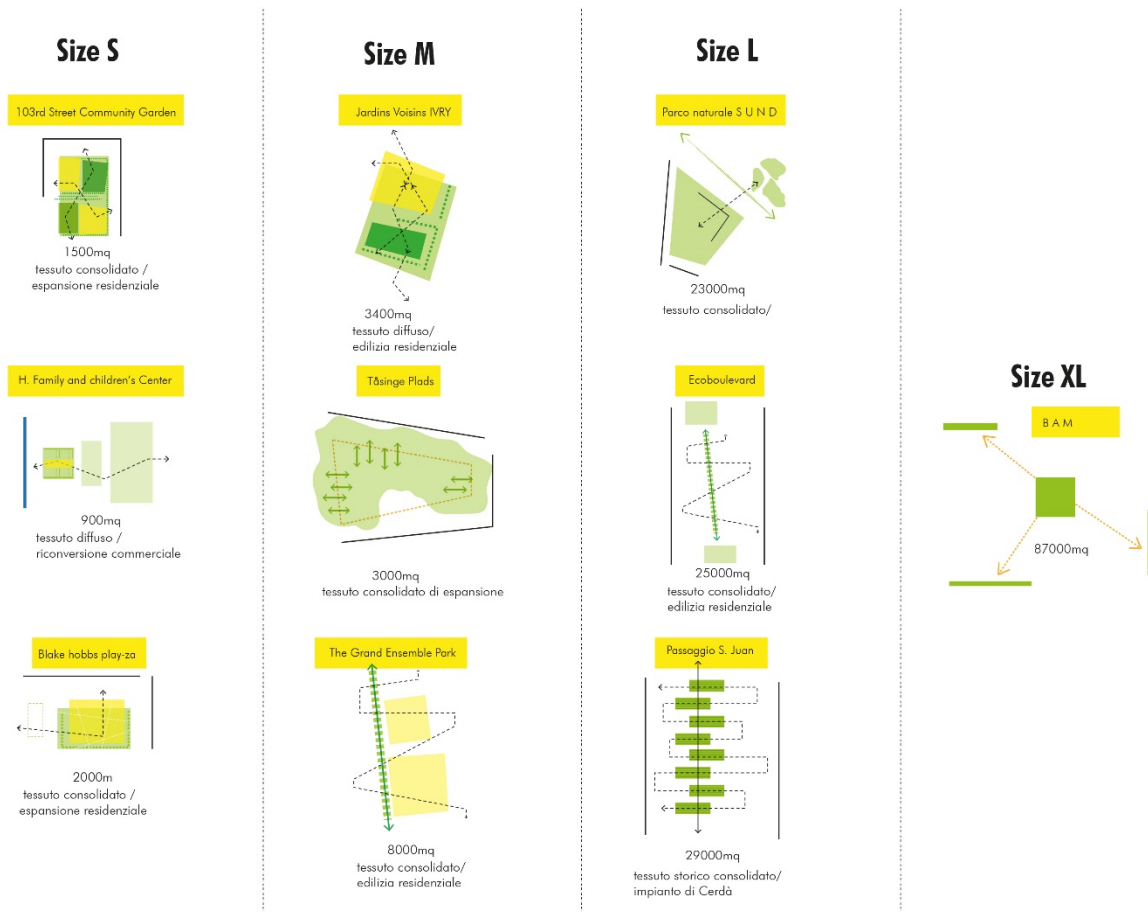 Size S
103rd Street Community Garden
1500mq
tessuto consolidato /
espansione residenziale
H. Family and children's Center
900mq
tessuto diffuso /
riconversione commerciale
Blake hobbs play-za
2000m
tessuto consolidato /
espansione residenziale
Size M
Jardins Voisins IVRY
3400mq
tessuto diffuso/
edilizia residenziale
Tåsinge Plads
3000mq
tessuto consolidato di espansione
The Grand Ensemble Park
8000mq
tessuto consolidato/
edilizia residenziale
Size L
Parco naturale S U N D
23000mq
tessuto consolidato/
Ecoboulevard
25000mq
tessuto consolidato/
edilizia residenziale
Passaggio S. Juan
29000mq
tessuto storico consolidato/
impianto di Cerdà
Size XL
B A M
87000mq